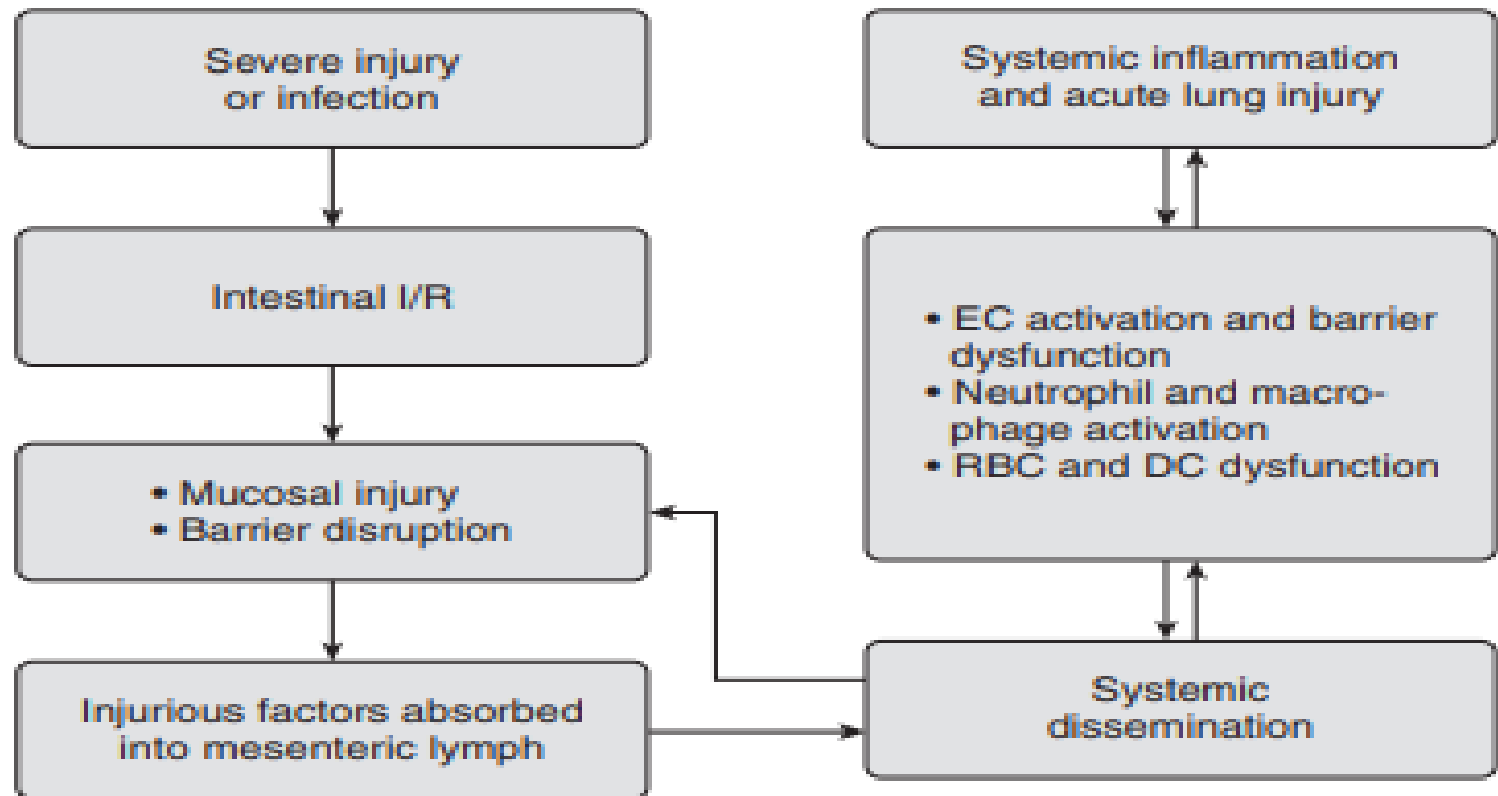 Severe injury
or infection
Intestinal I/R
• Mucosal injury
• Barrier disruption
Injurious factors absorbed
into mesenteric lymph
Systemic inflammation
and acute lung injury
• EC activation and barrier
dysfunction
• Neutrophil and macro-
phage activation
• RBC and DC dysfunction
Systemic
dissemination